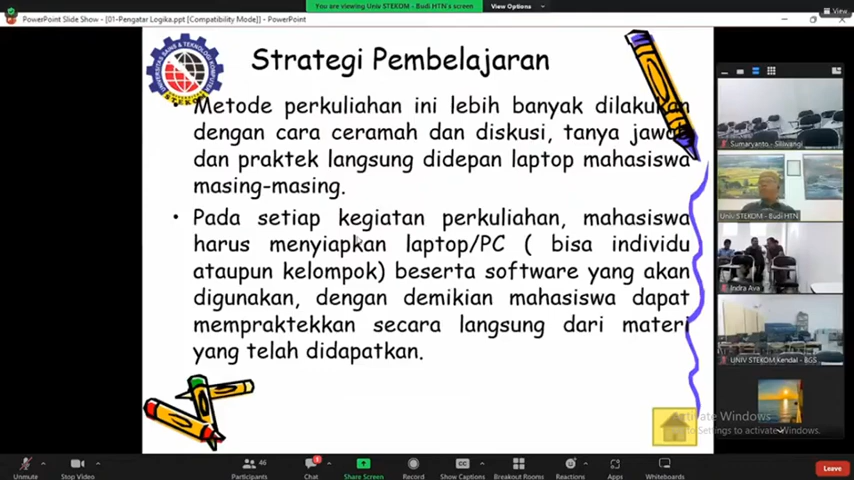 You are viewing Univ STEKOM - Budi HTN's screen
View Options
View
PowerPoint Slide Show - [01-Pengatar Logika.ppt [Compatibility Mode]] - PowerPoint
UNIVERSITAS SAINS & TEKNOLOGI KOMPUTER
STEKOM
Strategi Pembelajaran
• Metode perkuliahan ini lebih banyak dilakukan
dengan cara ceramah dan diskusi, tanya jawab
dan praktek langsung didepan laptop mahasiswa
masing-masing.
• Pada setiap kegiatan perkuliahan, mahasiswa
harus menyiapkan laptop/PC ( bisa individu
ataupun kelompok) beserta software yang akan
digunakan, dengan demikian mahasiswa dapat
mempraktekkan secara langsung dari materi
yang telah didapatkan.
Sumaryanto - Siliwangi
Univ STEKOM - Budi HTN
Indra Ava
UNIV STEKOM Kendal - BGS
Activate Windows
Go to Settings to activate Windows.
Unmute
Stop Video
Participants
46
Chat
Share Screen
Record
Show Captions
Breakout Rooms
Reactions
Apps
Whiteboards
Leave